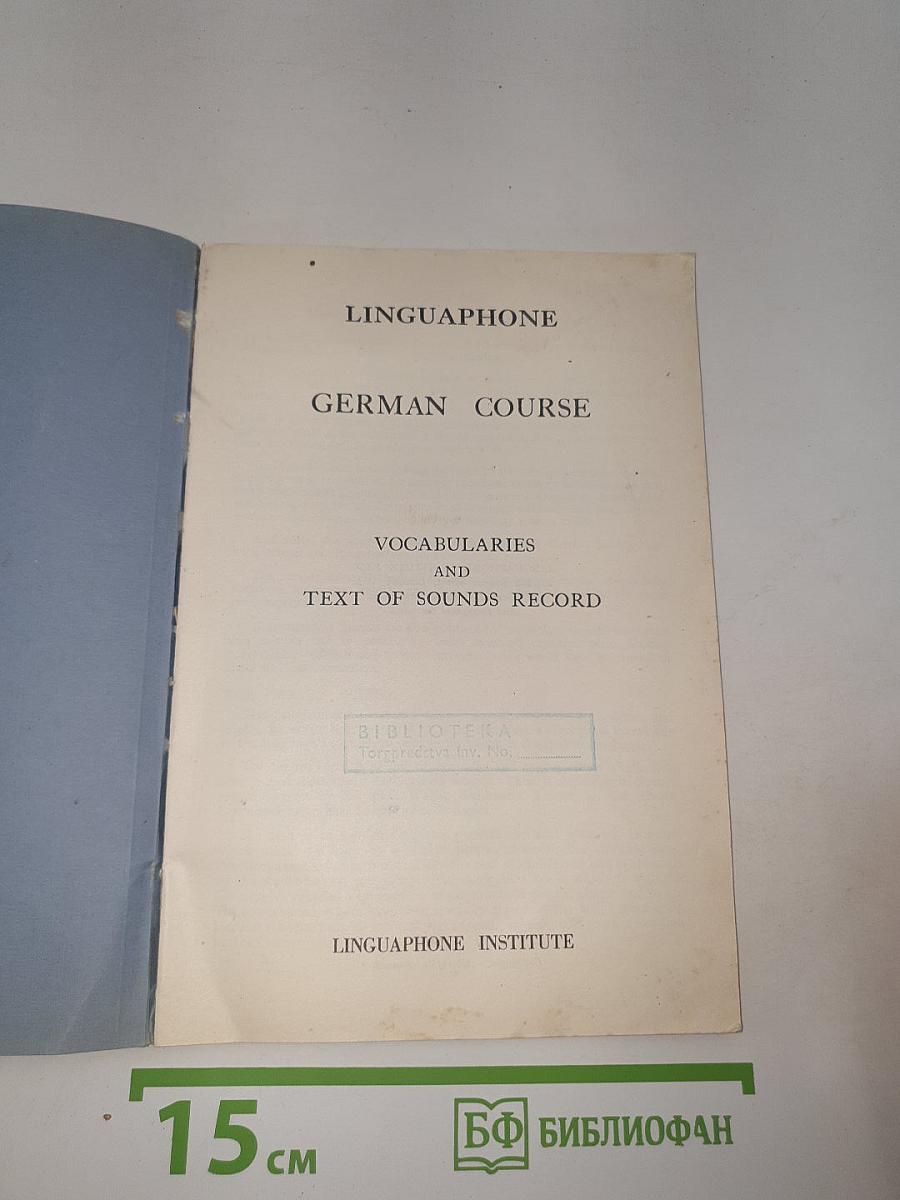 LINGUAPHONE
GERMAN COURSE
VOCABULARIES
AND
TEXT OF SOUNDS RECORD
BIBLIOTEKA
Torgpredstva Inv. No.
LINGUAPHONE INSTITUTE
15 см
БФ БИБЛИОФАН